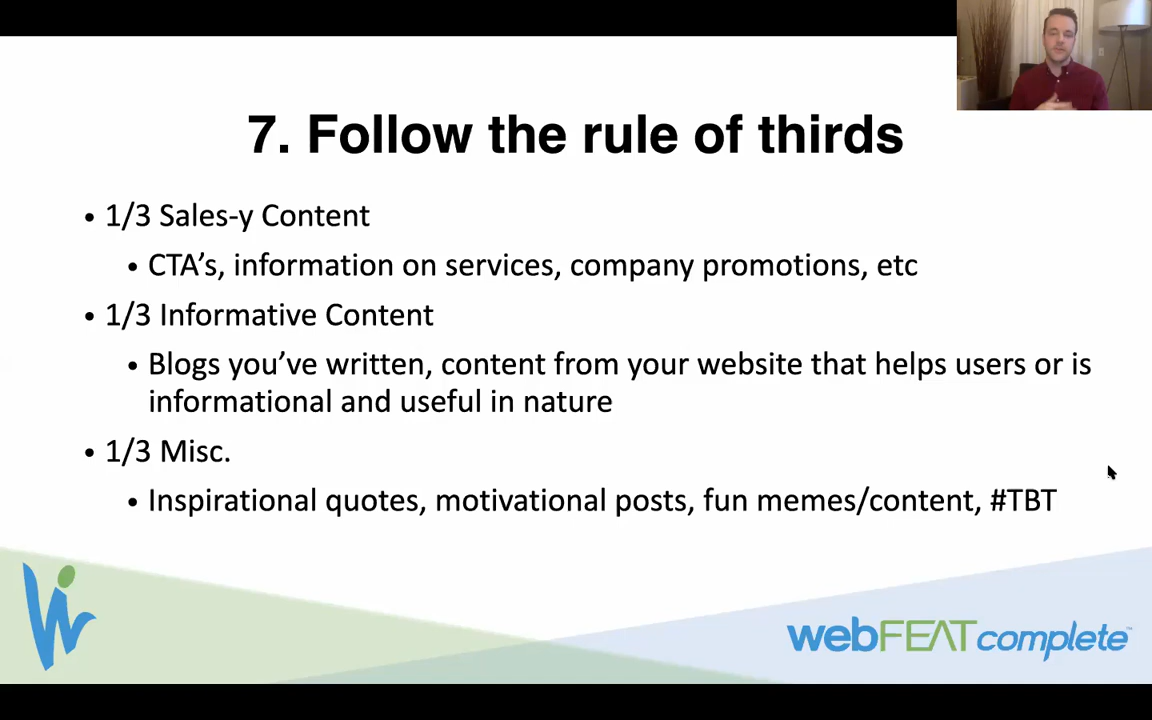 7. Follow the rule of thirds
• 1/3 Sales-y Content
• CTA’s, information on services, company promotions, etc
• 1/3 Informative Content
• Blogs you’ve written, content from your website that helps users or is
informational and useful in nature
• 1/3 Misc.
• Inspirational quotes, motivational posts, fun memes/content, #TBT
webFEATcomplete™